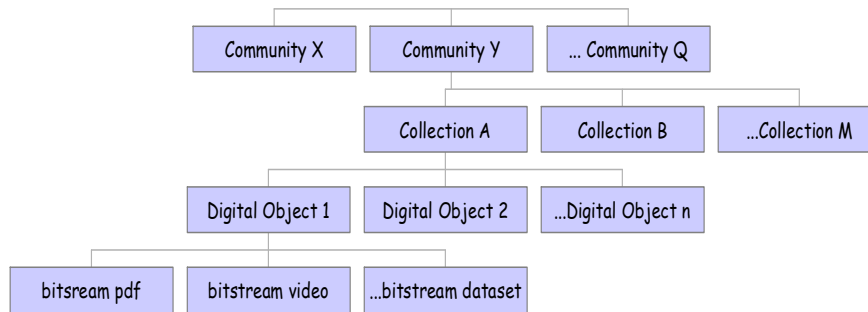 Community X
Community Y
... Community Q
Collection A
Collection B
...Collection M
Digital Object 1
Digital Object 2
...Digital Object n
bitsream pdf
bitstream video
...bitstream dataset